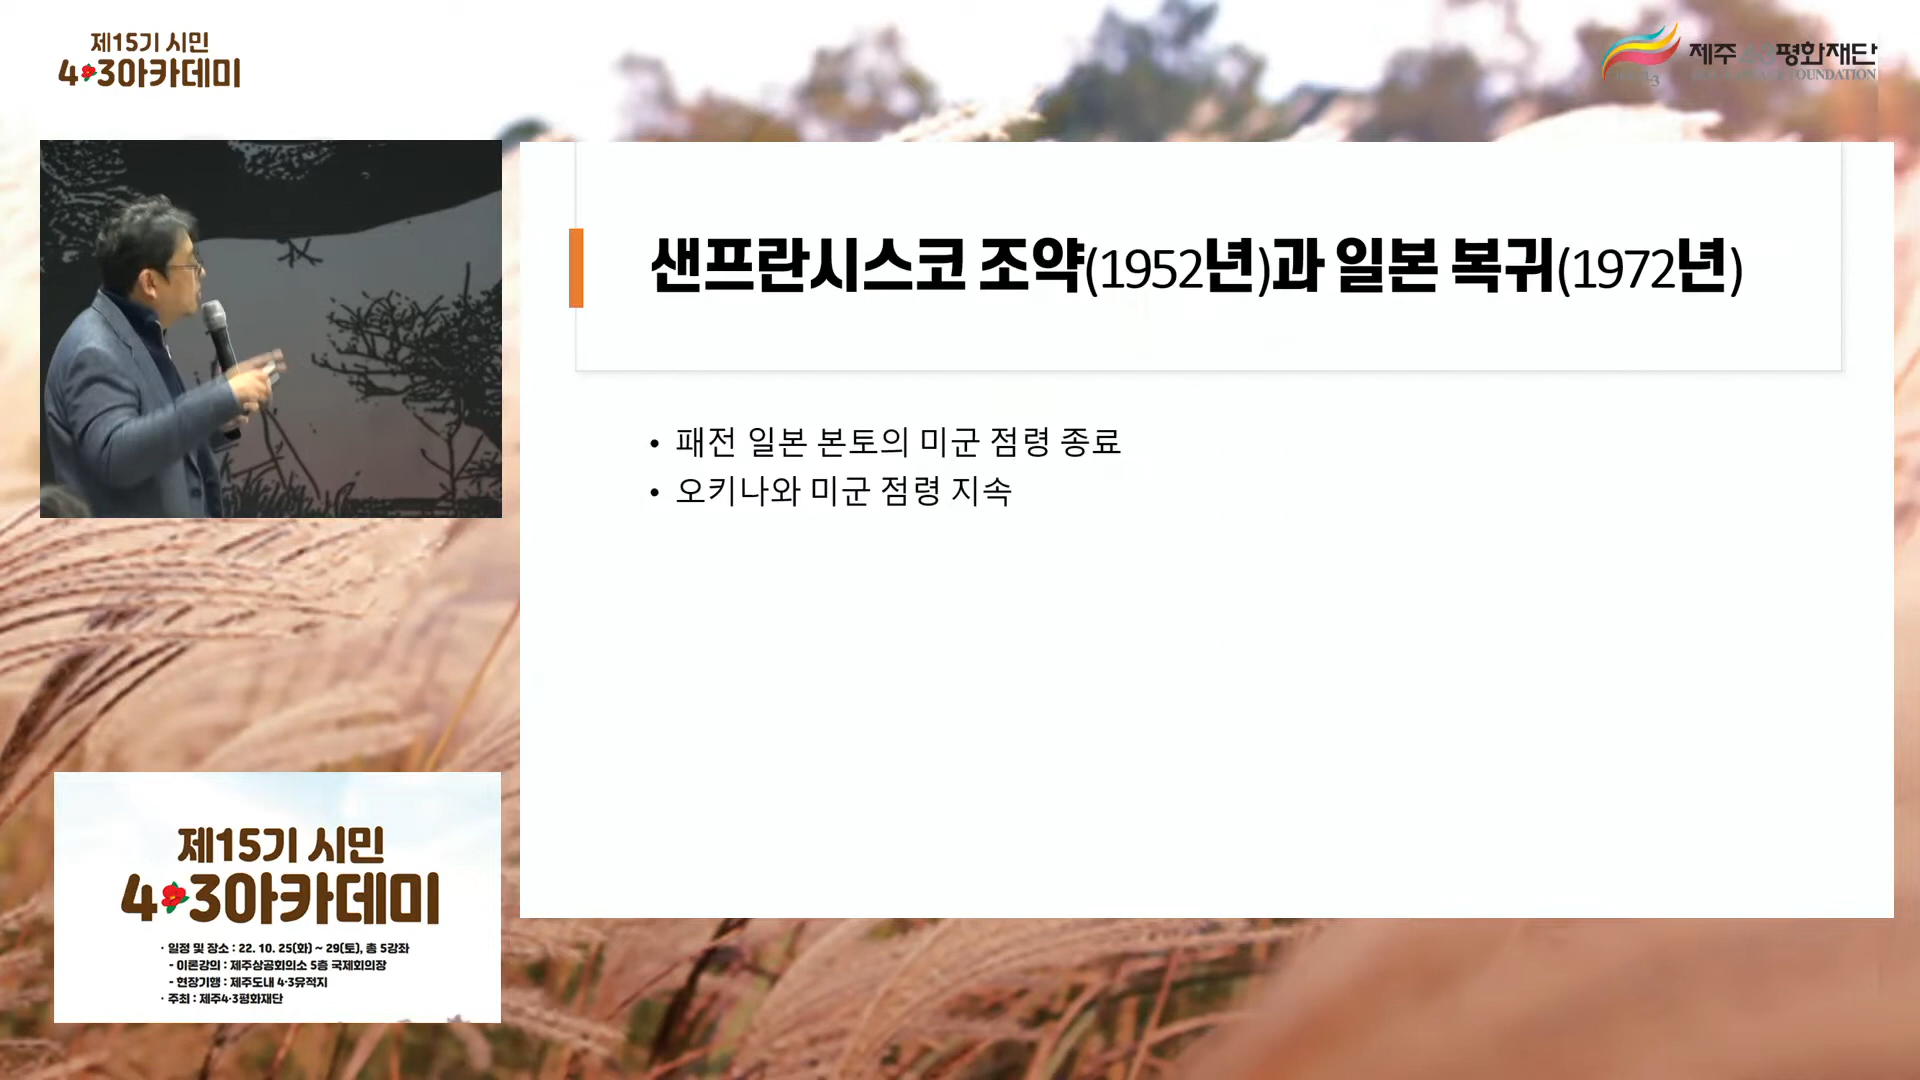 제15기 시민
4·3아카데미
제주4·3평화재단
FOUNDATION
샌프란시스코 조약(1952년)과 일본 복귀(1972년)
• 패전 일본 본토의 미군 점령 종료
• 오키나와 미군 점령 지속
제15기 시민
4·3아카데미
· 일정 및 장소 : 22. 10. 25(화) ~ 29(토), 총 5강좌
- 이론강의 : 제주상공회의소 5층 국제회의장
- 현장기행 : 제주도내 4·3유적지
· 주최 : 제주4·3평화재단